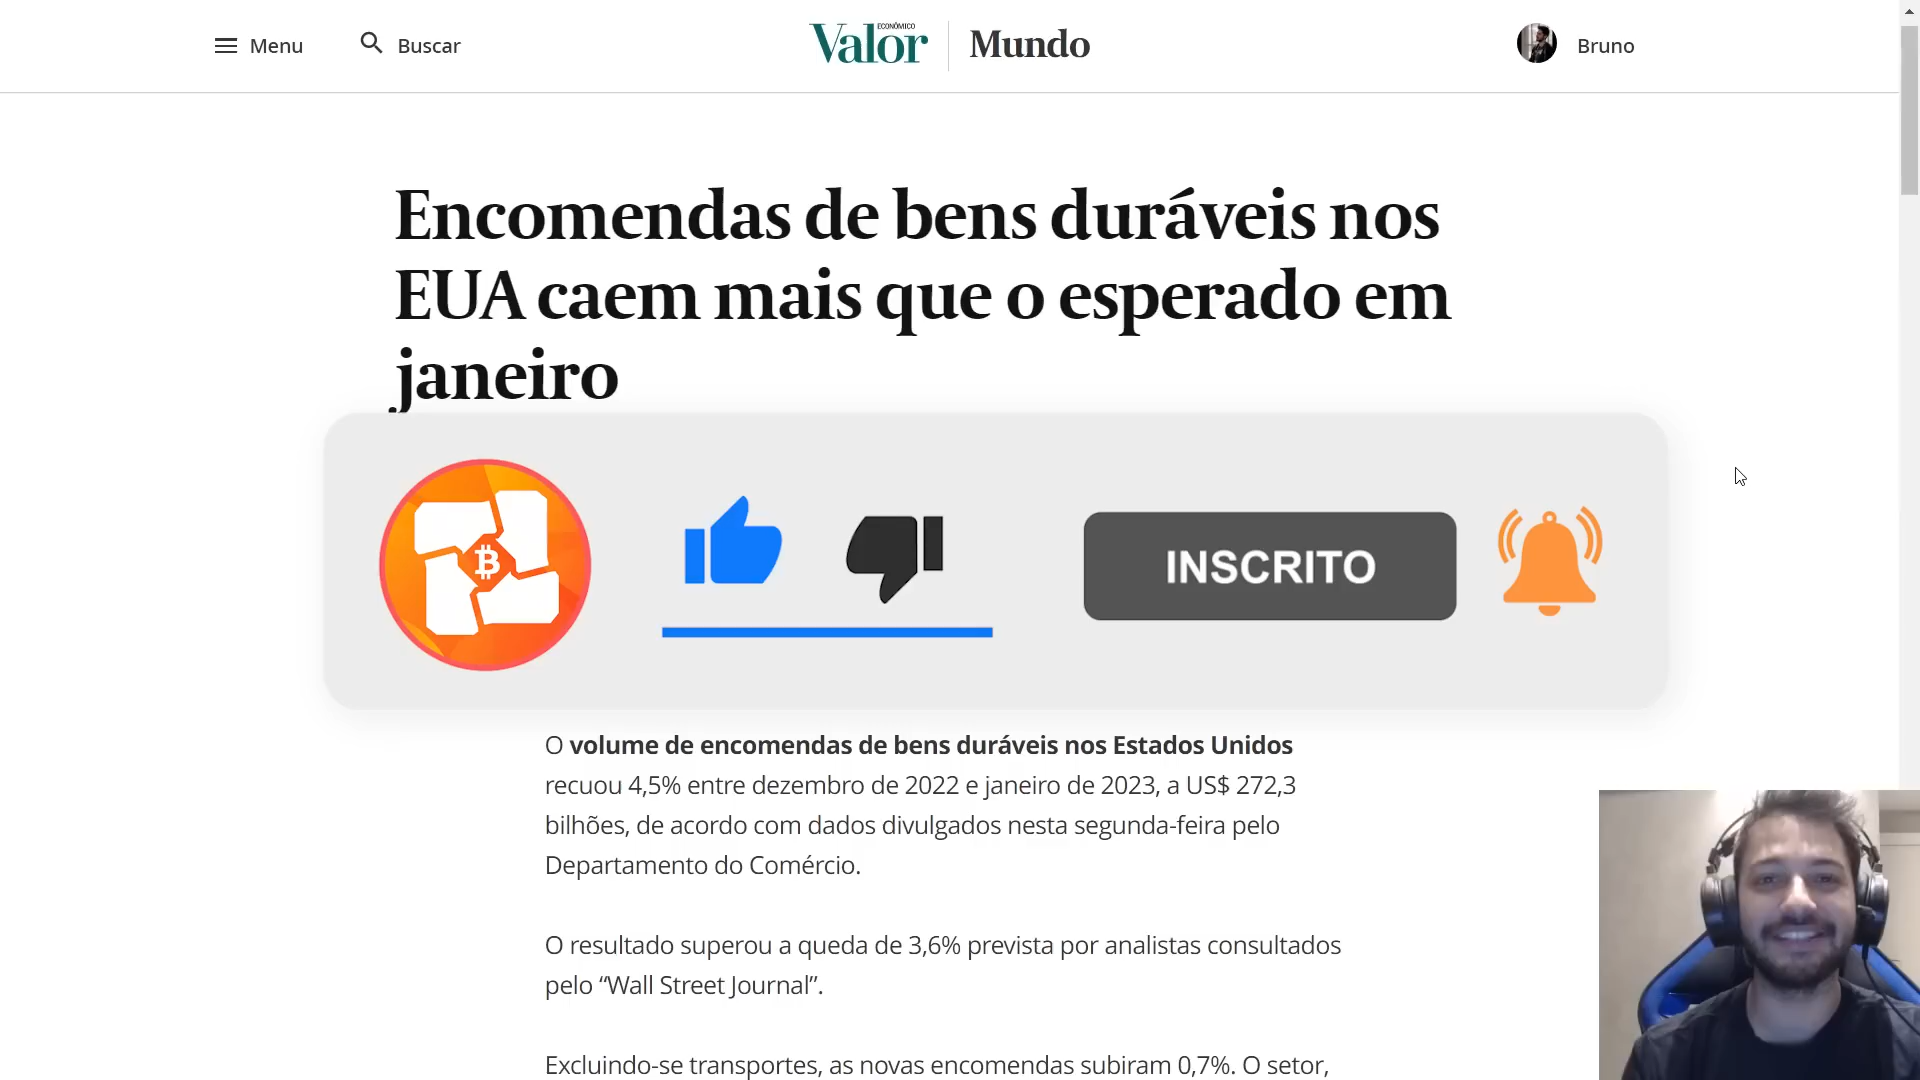 Menu
Buscar
Valor
ECONÔMICO
Mundo
Bruno
Encomendas de bens duráveis nos
EUA caem mais que o esperado em
janeiro
INSCRITO
O volume de encomendas de bens duráveis nos Estados Unidos
recuou 4,5% entre dezembro de 2022 e janeiro de 2023, a US$ 272,3
bilhões, de acordo com dados divulgados nesta segunda-feira pelo
Departamento do Comércio.
O resultado superou a queda de 3,6% prevista por analistas consultados
pelo “Wall Street Journal”.
Excluindo-se transportes, as novas encomendas subiram 0,7%. O setor,